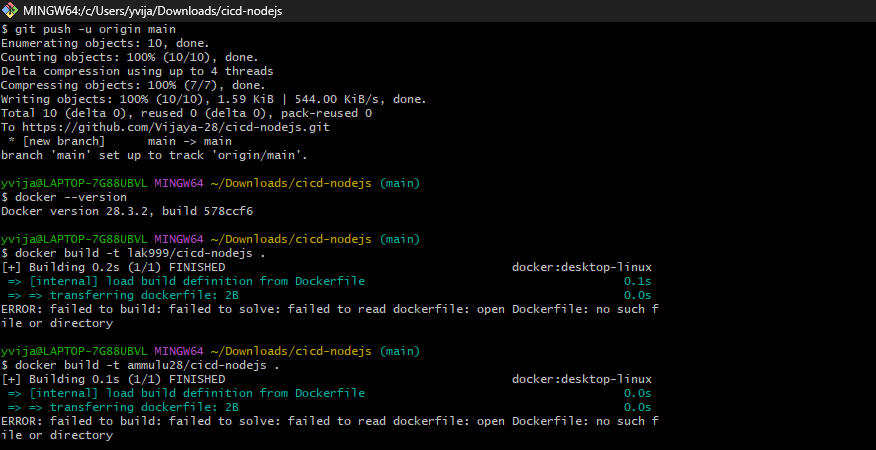 MINGW64:/c/Users/yvija/Downloads/cicd-nodejs
$ git push -u origin main
Enumerating objects: 10, done.
Counting objects: 100% (10/10), done.
Delta compression using up to 4 threads
Compressing objects: 100% (7/7), done.
Writing objects: 100% (10/10), 1.59 KiB | 544.00 KiB/s, done.
Total 10 (delta 0), reused 0 (delta 0), pack-reused 0
To https://github.com/Vijaya-28/cicd-nodejs.git
 * [new branch]      main -> main
branch 'main' set up to track 'origin/main'.
yvija@LAPTOP-7G88UBVL MINGW64 ~/Downloads/cicd-nodejs (main)
$ docker --version
Docker version 28.3.2, build 578ccf6
yvija@LAPTOP-7G88UBVL MINGW64 ~/Downloads/cicd-nodejs (main)
$ docker build -t lak999/cicd-nodejs .
[+] Building 0.2s (1/1) FINISHED                                         docker:desktop-linux
 => [internal] load build definition from Dockerfile                                     0.1s
 => => transferring dockerfile: 2B                                                       0.0s
ERROR: failed to build: failed to solve: failed to read dockerfile: open Dockerfile: no such f
ile or directory
yvija@LAPTOP-7G88UBVL MINGW64 ~/Downloads/cicd-nodejs (main)
$ docker build -t ammulu28/cicd-nodejs .
[+] Building 0.1s (1/1) FINISHED                                         docker:desktop-linux
 => [internal] load build definition from Dockerfile                                     0.0s
 => => transferring dockerfile: 2B                                                       0.0s
ERROR: failed to build: failed to solve: failed to read dockerfile: open Dockerfile: no such f
ile or directory